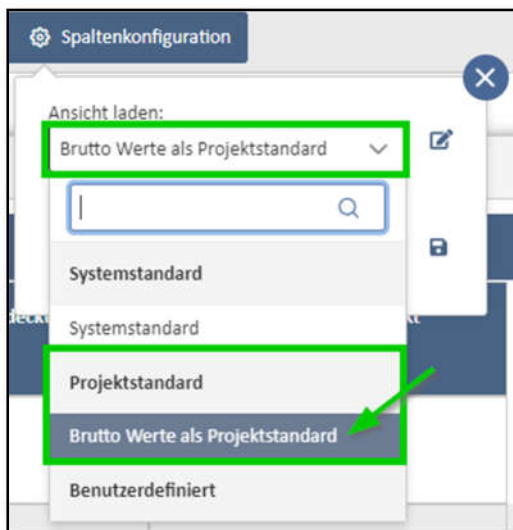 Spaltenkonfiguration
Ansicht laden:
Brutto Werte als Projektstandard
Systemstandard
Systemstandard
Projektstandard
Brutto Werte als Projektstandard
Benutzerdefiniert